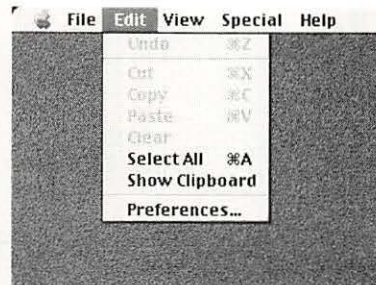 File Edit View Special Help
Undo ⌘Z
Cut ⌘X
Copy ⌘C
Paste ⌘V
Clear
Select All ⌘A
Show Clipboard
Preferences...